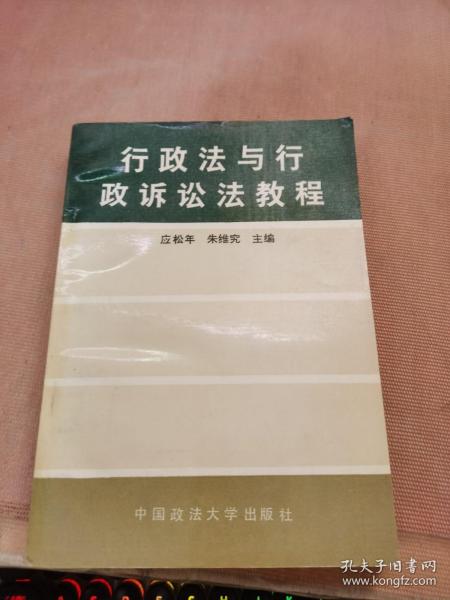 行政法与行
政诉讼法教程
应松年 朱维究 主编
中国政法大学出版社
孔夫子旧书网
www.kongfz.com